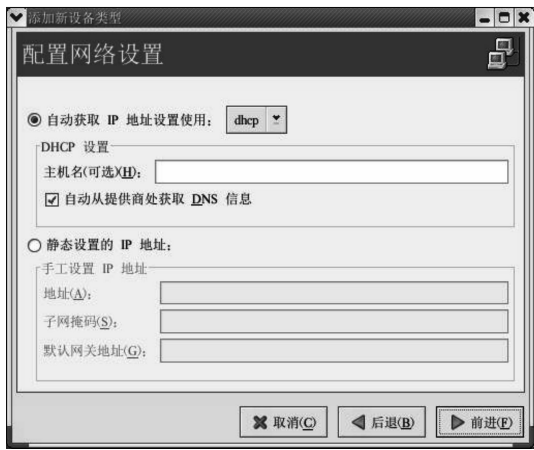 添加新设备类型
配置网络设置
自动获取 IP 地址设置使用： dhcp
DHCP 设置
主机名(可选)(H)：
自动从提供商处获取 DNS 信息
静态设置的 IP 地址：
手工设置 IP 地址
地址(A)：
子网掩码(S)：
默认网关地址(G)：
取消(C) 后退(B) 前进(F)